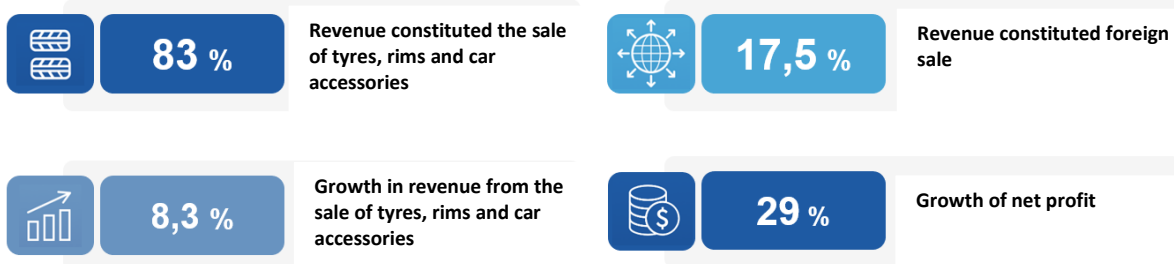 83 %
Revenue constituted the sale
of tyres, rims and car
accessories
17,5 %
Revenue constituted foreign
sale
8,3 %
Growth in revenue from the
sale of tyres, rims and car
accessories
$
29 %
Growth of net profit